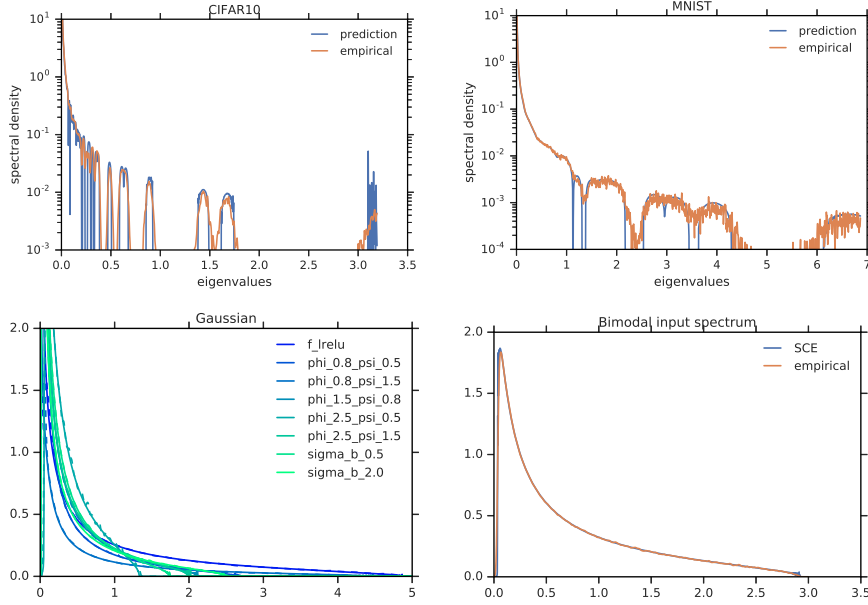 CIFAR10
spectral density
10^1
10^0
10^-1
10^-2
10^-3
prediction
empirical
0.0 0.5 1.0 1.5 2.0 2.5 3.0 3.5
eigenvalues
MNIST
spectral density
10^1
10^0
10^-1
10^-2
10^-3
10^-4
prediction
empirical
0 1 2 3 4 5 6 7
eigenvalues
Gaussian
2.0
1.5
1.0
0.5
0.0
f_lrelu
phi_0.8_psi_0.5
phi_0.8_psi_1.5
phi_1.5_psi_0.8
phi_2.5_psi_0.5
phi_2.5_psi_1.5
sigma_b_0.5
sigma_b_2.0
0 1 2 3 4 5
Bimodal input spectrum
2.0
1.5
1.0
0.5
0.0
SCE
empirical
0.0 0.5 1.0 1.5 2.0 2.5 3.0 3.5